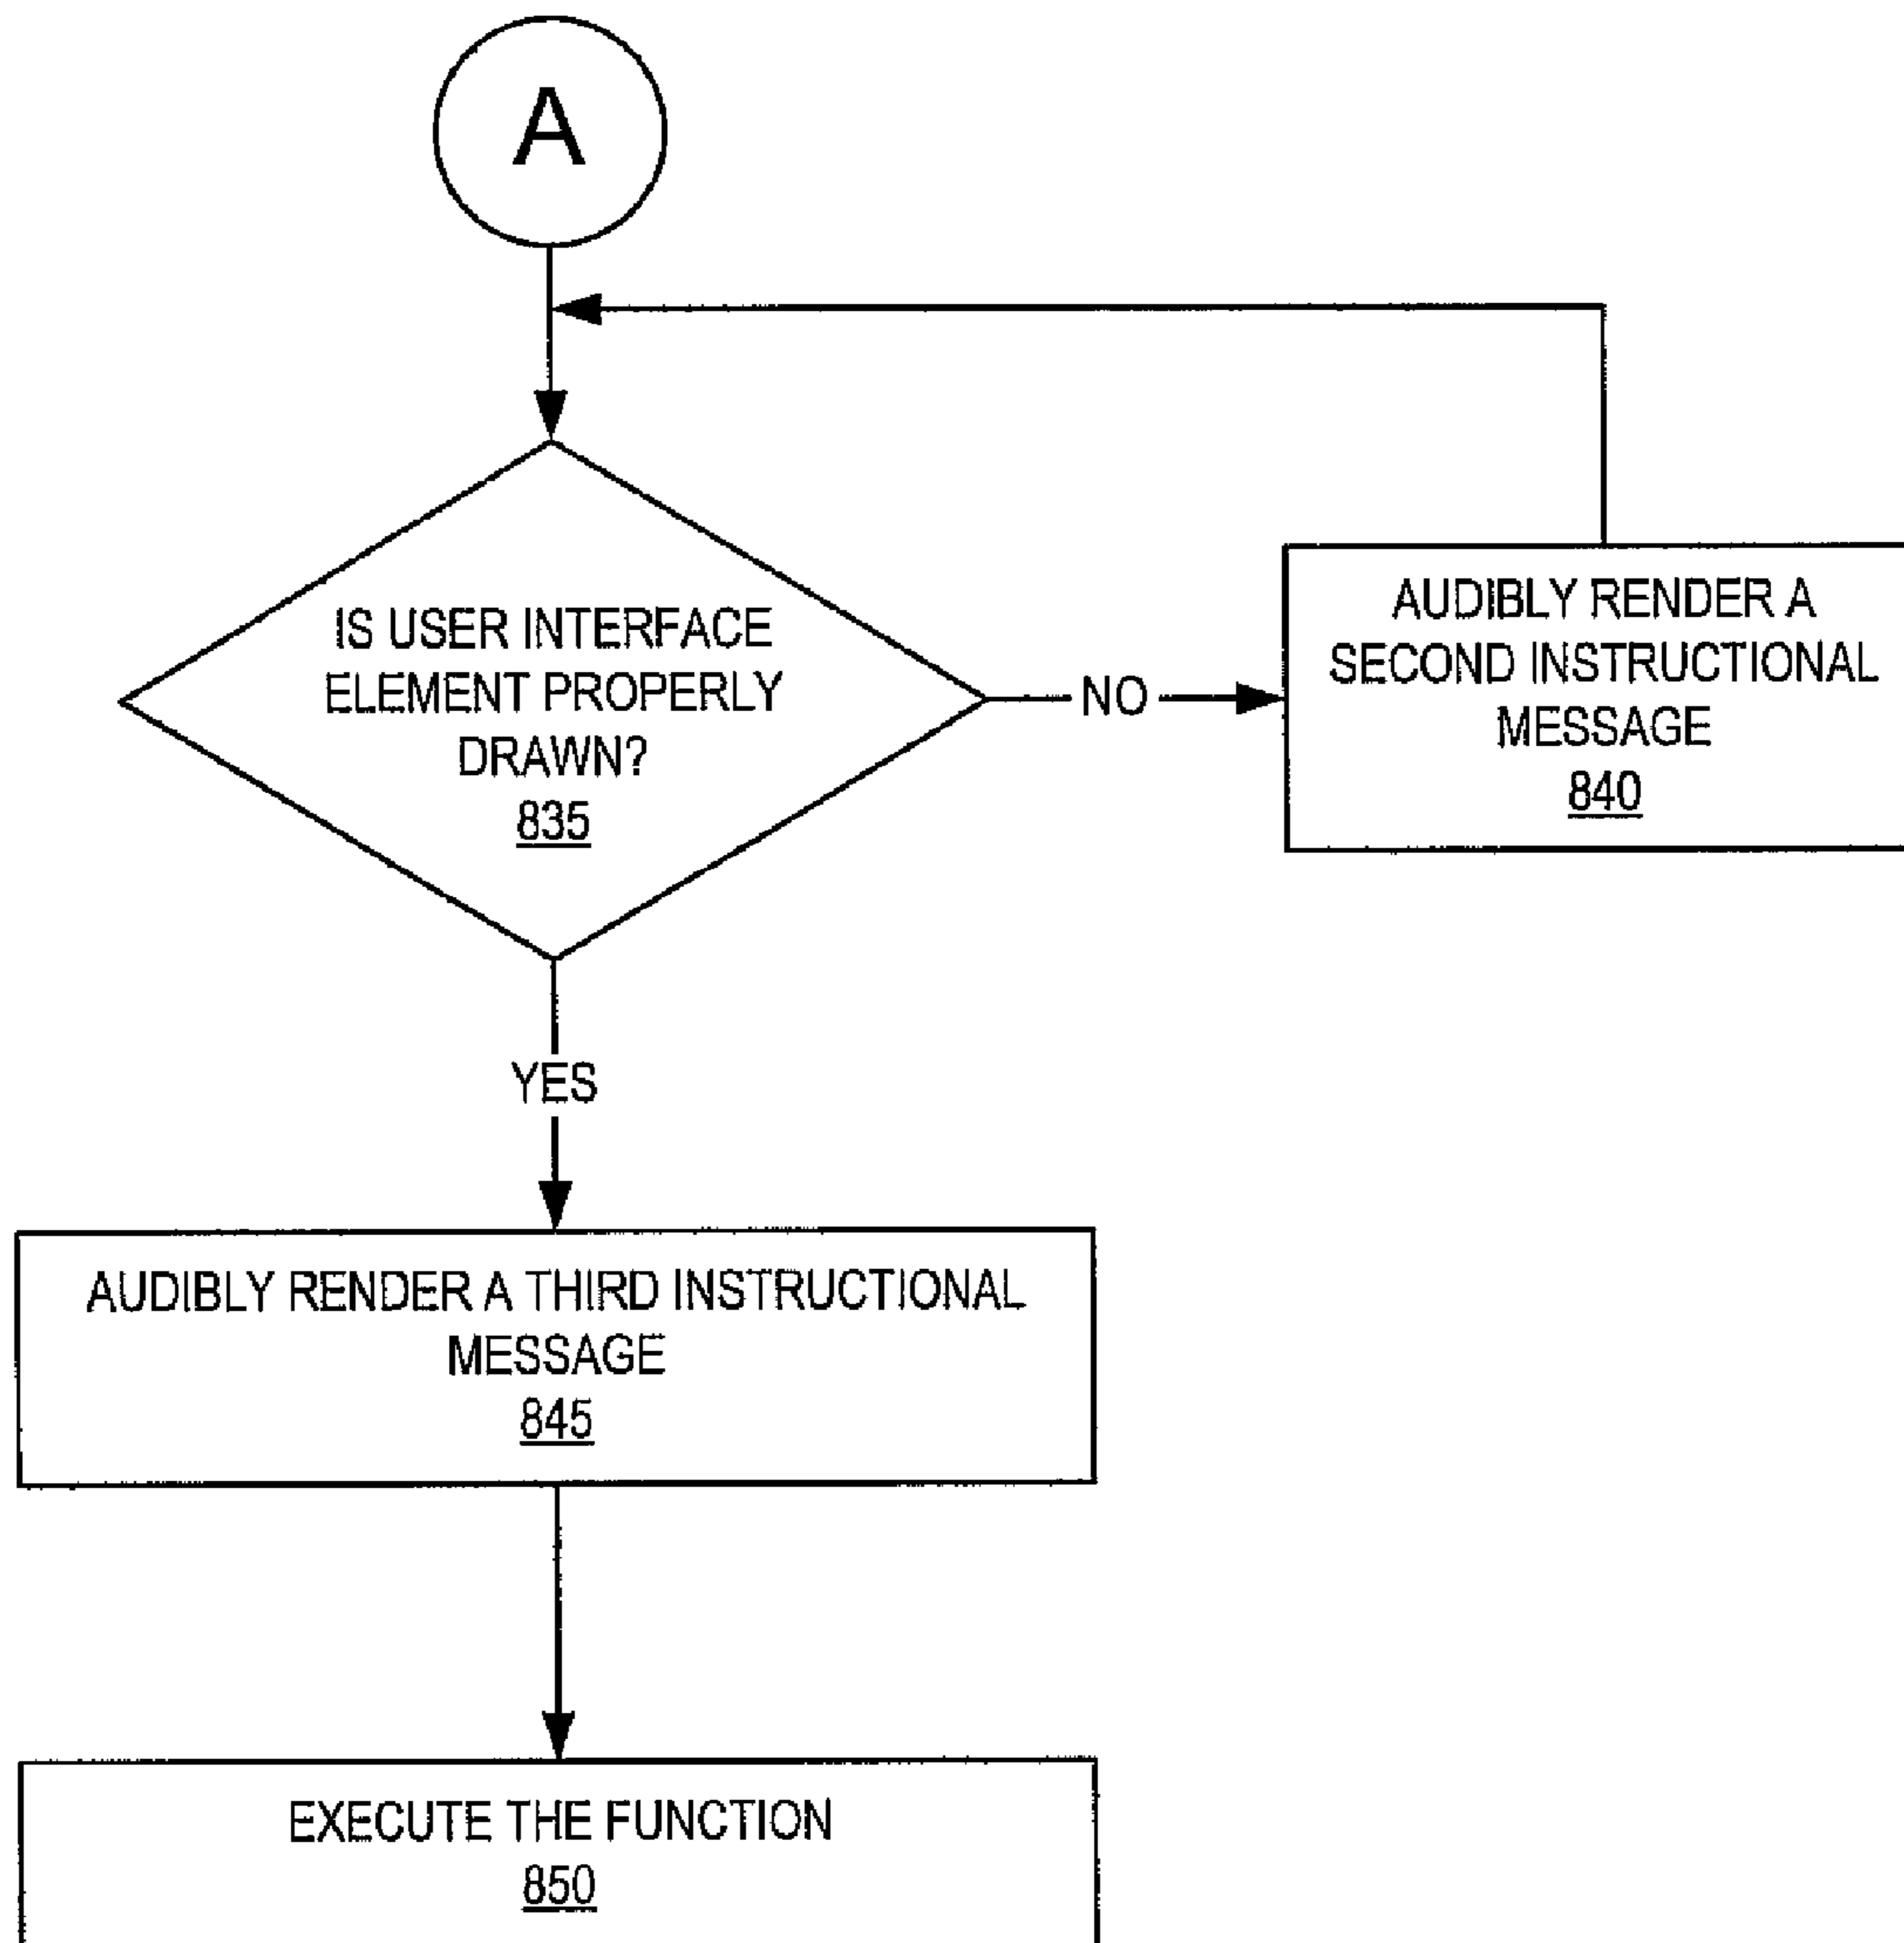 A
IS USER INTERFACE
ELEMENT PROPERLY
DRAWN?
835
NO
AUDIBLY RENDER A
SECOND INSTRUCTIONAL
MESSAGE
840
YES
AUDIBLY RENDER A THIRD INSTRUCTIONAL
MESSAGE
845
EXECUTE THE FUNCTION
850